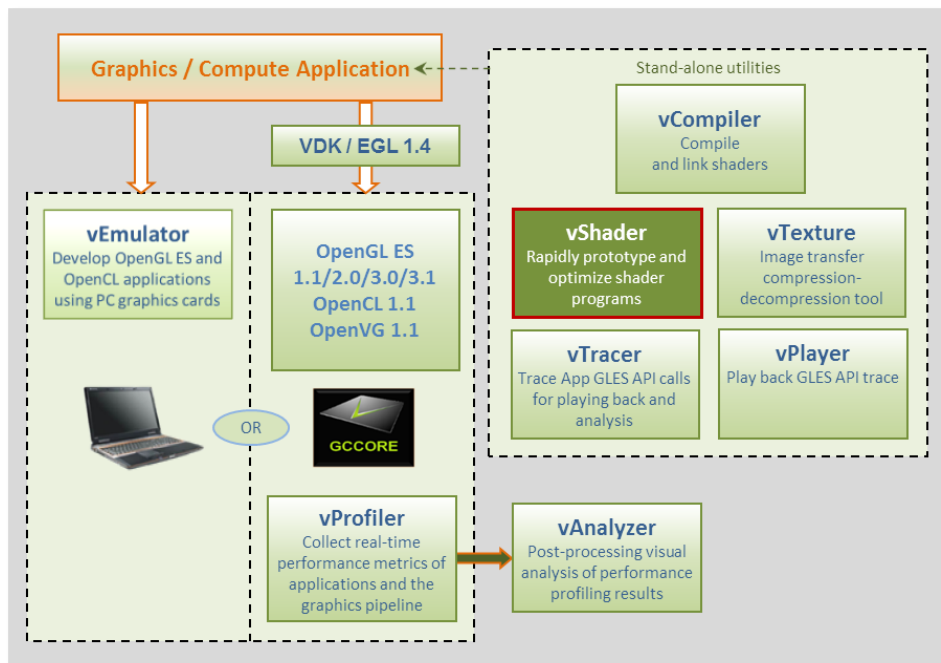 Graphics / Compute Application
VDK / EGL 1.4
vEmulator
Develop OpenGL ES and
OpenCL applications
using PC graphics cards
OpenGL ES
1.1/2.0/3.0/3.1
OpenCL 1.1
OpenVG 1.1
OR
GCCORE
vProfiler
Collect real-time
performance metrics of
applications and the
graphics pipeline
Stand-alone utilities
vCompiler
Compile
and link shaders
vShader
Rapidly prototype and
optimize shader
programs
vTexture
Image transfer
compression-
decompression tool
vTracer
Trace App GLES API calls
for playing back and
analysis
vPlayer
Play back GLES API trace
vAnalyzer
Post-processing visual
analysis of performance
profiling results